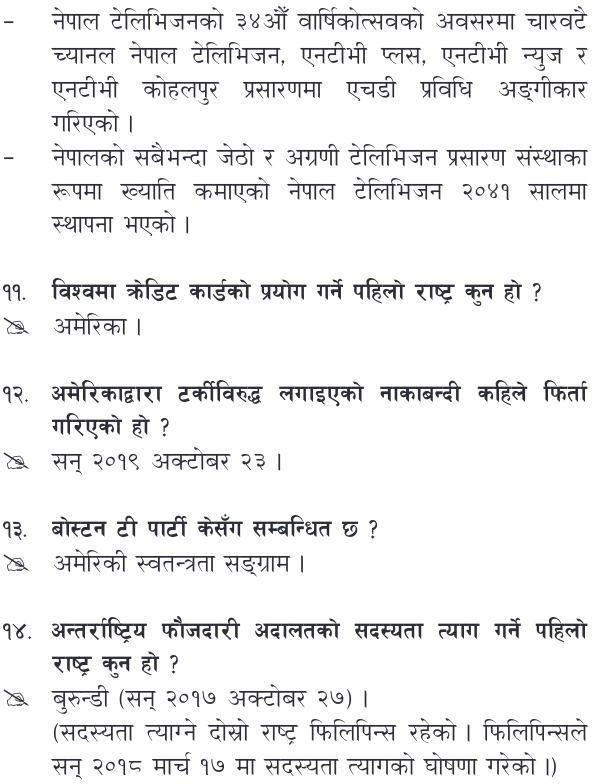 – नेपाल टेलिभिजनको ३४औँ वार्षिकोत्सवको अवसरमा चारवटै
च्यानल नेपाल टेलिभिजन, एनटीभी प्लस, एनटीभी न्युज र
एनटीभी कोहलपुर प्रसारणमा एचडी प्रविधि अङ्गीकार
गरिएको ।
– नेपालको सबैभन्दा जेठो र अग्रणी टेलिभिजन प्रसारण संस्थाका
रूपमा ख्याति कमाएको नेपाल टेलिभिजन २०४१ सालमा
स्थापना भएको ।
११. विश्वमा क्रेडिट कार्डको प्रयोग गर्ने पहिलो राष्ट्र कुन हो ?
अमेरिका ।
१२. अमेरिकाद्वारा टर्कीविरुद्ध लगाइएको नाकाबन्दी कहिले फिर्ता
गरिएको हो ?
सन् २०१९ अक्टोबर २३ ।
१३. बोस्टन टी पार्टी केसँग सम्बन्धित छ ?
अमेरिकी स्वतन्त्रता सङ्ग्राम ।
१४. अन्तर्राष्ट्रिय फौजदारी अदालतको सदस्यता त्याग गर्ने पहिलो
राष्ट्र कुन हो ?
बुरुन्डी (सन् २०१७ अक्टोबर २७) ।
(सदस्यता त्याग्ने दोस्रो राष्ट्र फिलिपिन्स रहेको । फिलिपिन्सले
सन् २०१८ मार्च १७ मा सदस्यता त्यागको घोषणा गरेको ।)